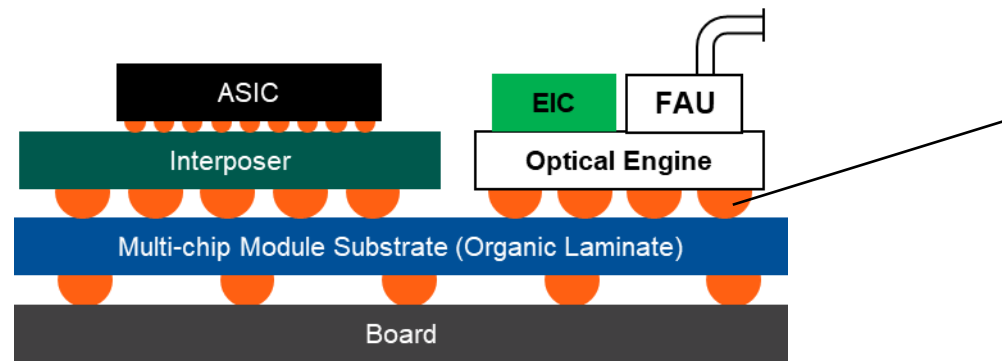 ASIC
EIC
FAU
Interposer
Optical Engine
Multi-chip Module Substrate (Organic Laminate)
Board